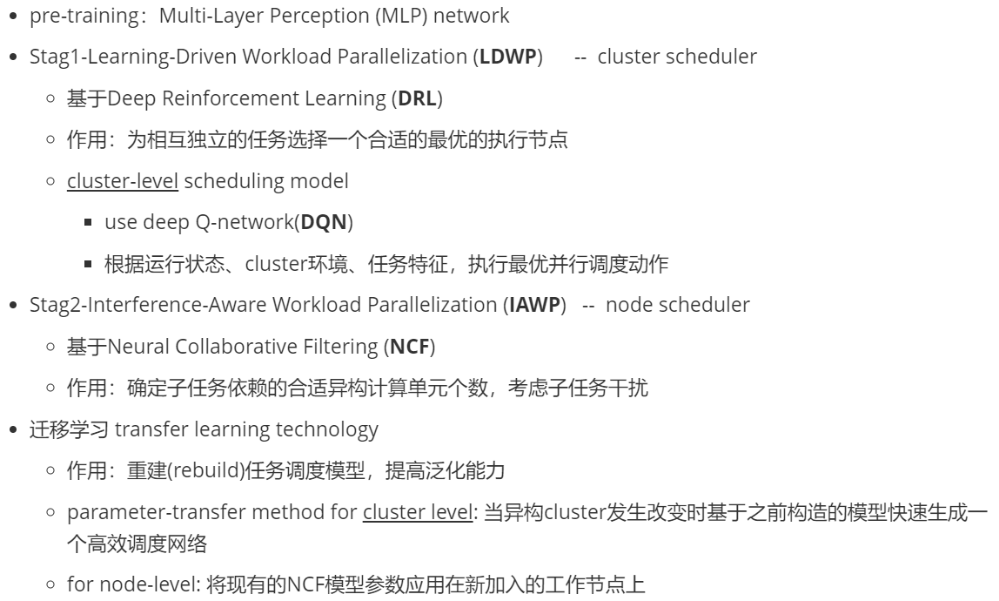 pre-training：Multi-Layer Perception (MLP) network
Stag1-Learning-Driven Workload Parallelization (LDWP) -- cluster scheduler
基于Deep Reinforcement Learning (DRL)
作用：为相互独立的任务选择一个合适的最优的执行节点
cluster-level scheduling model
use deep Q-network(DQN)
根据运行状态、cluster环境、任务特征，执行最优并行调度动作
Stag2-Interference-Aware Workload Parallelization (IAWP) -- node scheduler
基于Neural Collaborative Filtering (NCF)
作用：确定子任务依赖的合适异构计算单元个数，考虑子任务干扰
迁移学习 transfer learning technology
作用：重建(rebuild)任务调度模型，提高泛化能力
parameter-transfer method for cluster level: 当异构cluster发生改变时基于之前构造的模型快速生成一
个高效调度网络
for node-level: 将现有的NCF模型参数应用在新加入的工作节点上